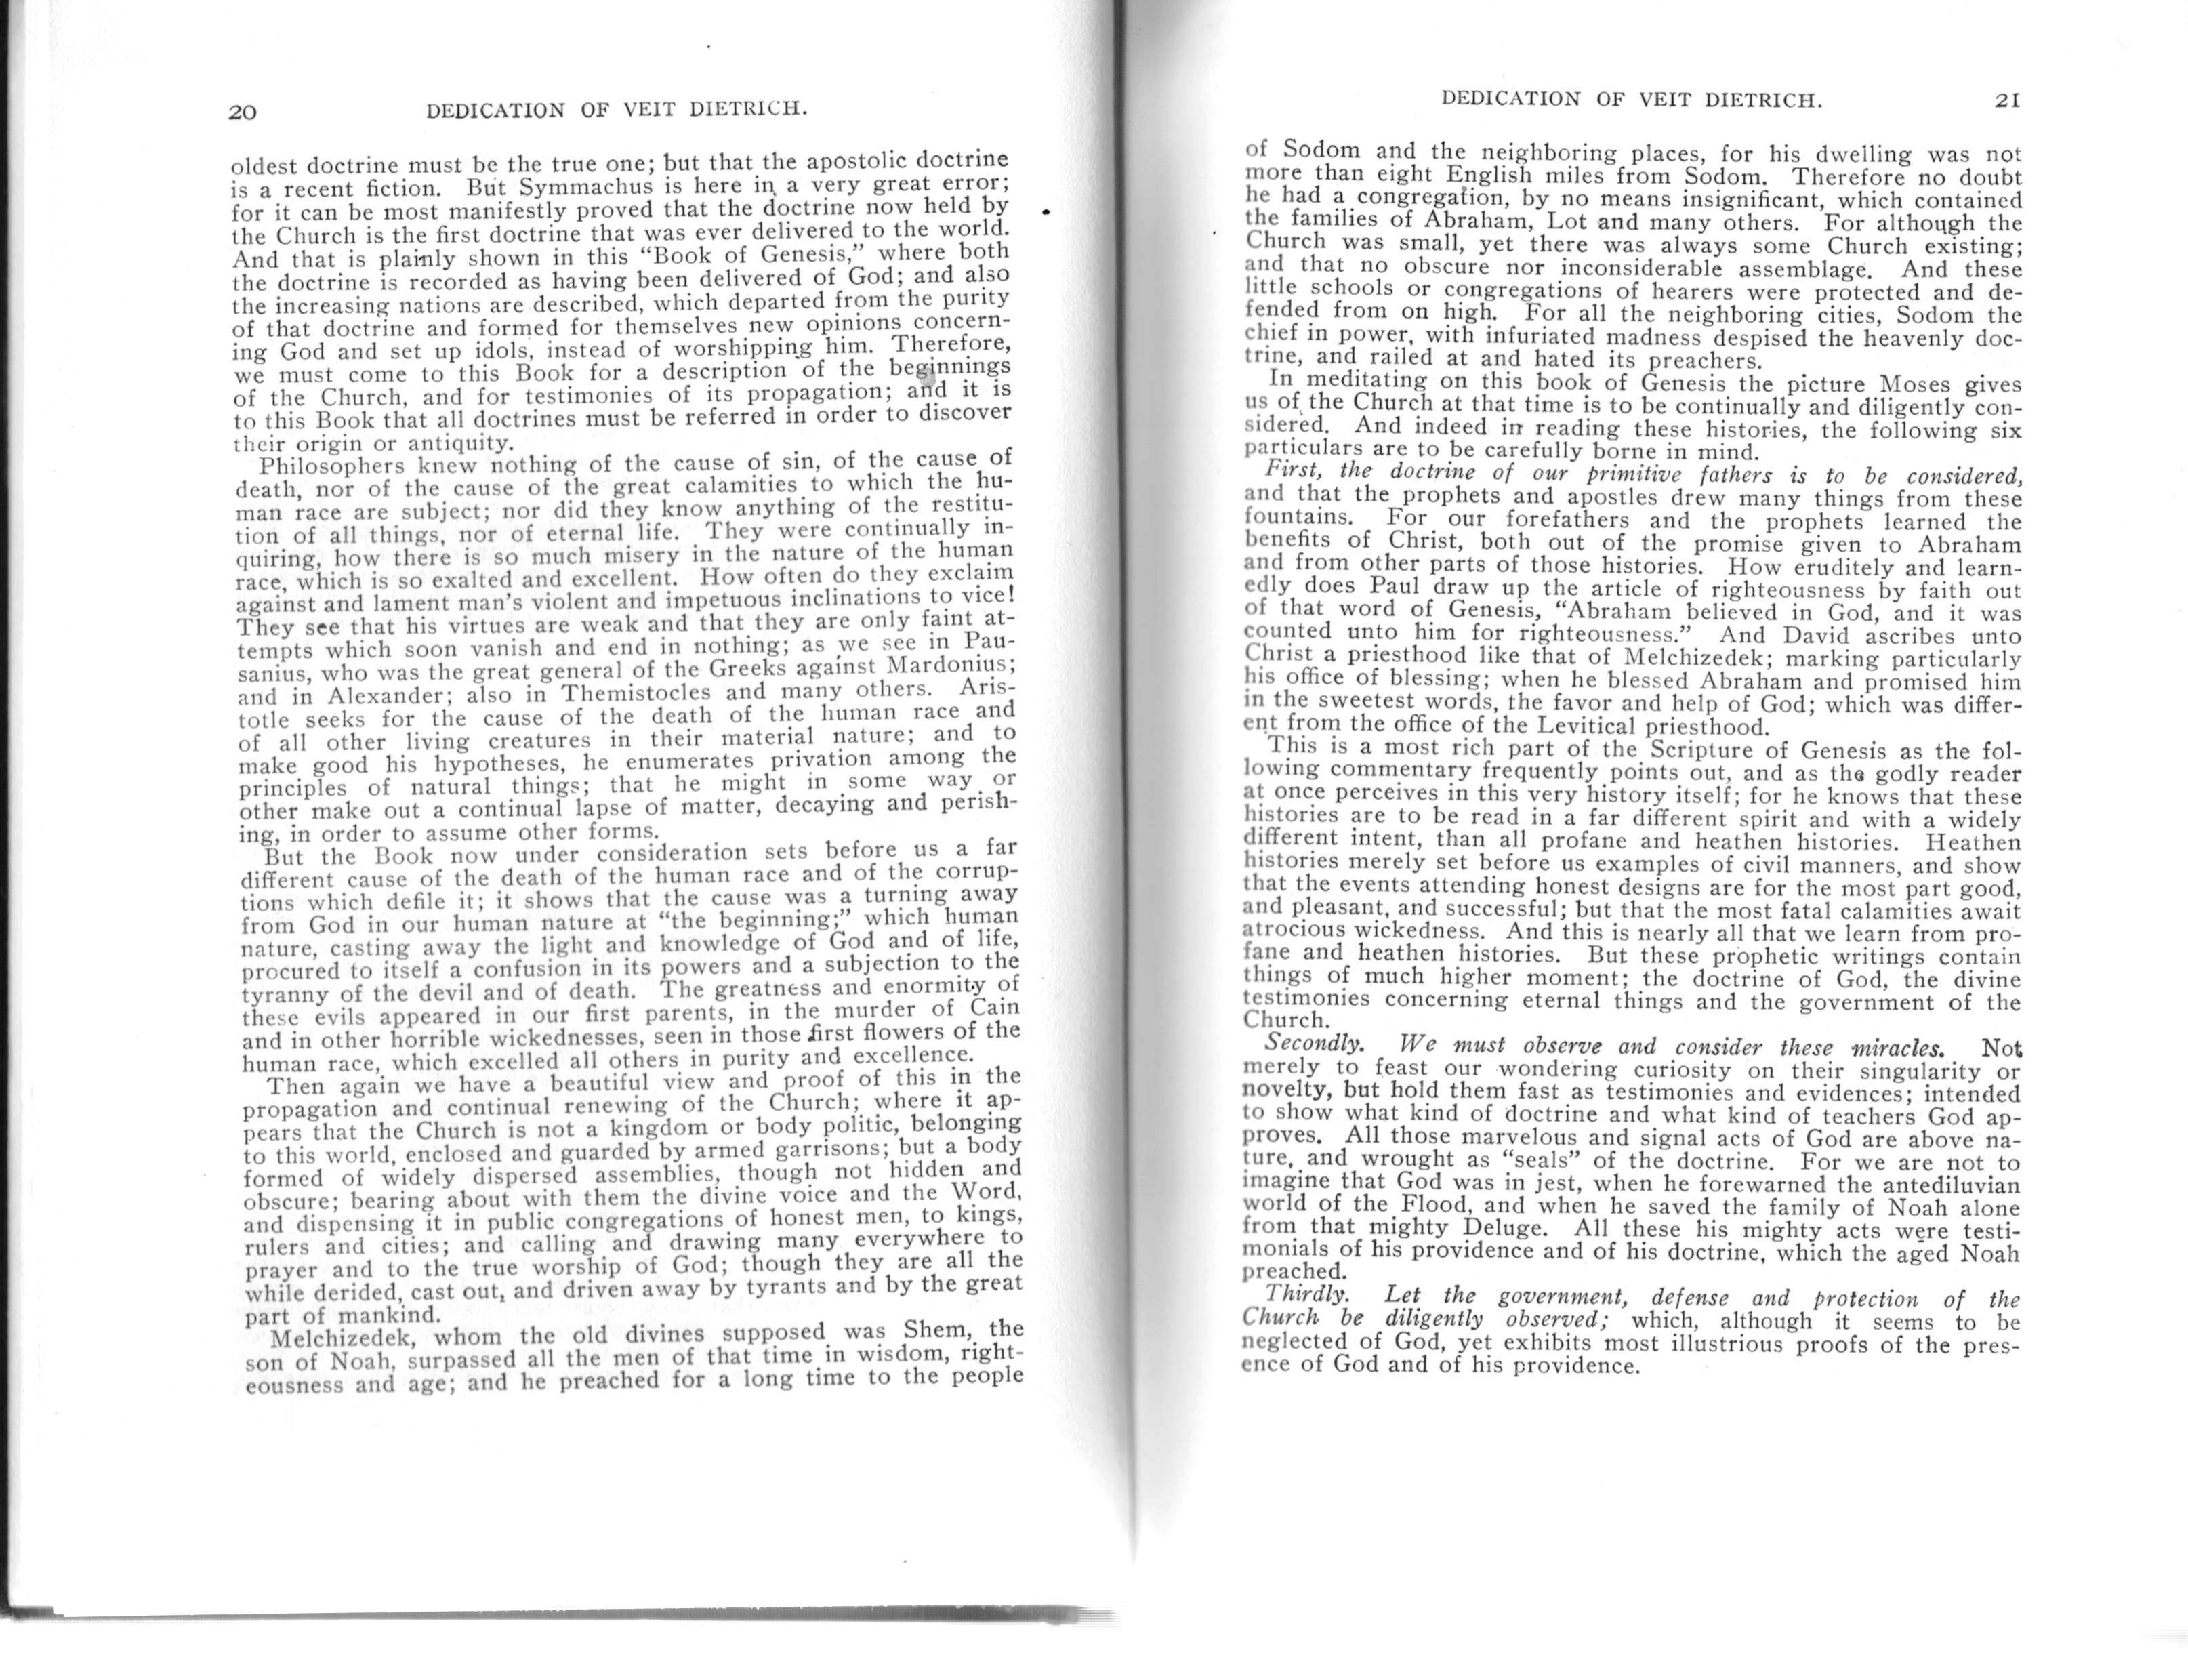 20 DEDICATION OF VEIT DIETRICH.
oldest doctrine must be the true one; but that the apostolic doctrine
is a recent fiction. But Symmachus is here in a very great error;
for it can be most manifestly proved that the doctrine now held by
the Church is the first doctrine that was ever delivered to the world.
And that is plainly shown in this “Book of Genesis,” where both
the doctrine is recorded as having been delivered of God; and also
the increasing nations are described, which departed from the purity
of that doctrine and formed for themselves new opinions concern-
ing God and set up idols, instead of worshipping him. Therefore,
we must come to this Book for a description of the beginnings
of the Church, and for testimonies of its propagation; and it is
to this Book that all doctrines must be referred in order to discover
their origin or antiquity.
Philosophers knew nothing of the cause of sin, of the cause of
death, nor of the cause of the great calamities to which the hu-
man race are subject; nor did they know anything of the restitu-
tion of all things, nor of eternal life. They were continually in-
quiring, how there is so much misery in the nature of the human
race, which is so exalted and excellent. How often do they exclaim
against and lament man’s violent and impetuous inclinations to vice!
They see that his virtues are weak and that they are only faint at-
tempts which soon vanish and end in nothing; as we see in Pau-
sanius, who was the great general of the Greeks against Mardonius;
and in Alexander; also in Themistocles and many others. Aris-
totle seeks for the cause of the death of the human race and
of all other living creatures in their material nature; and to
make good his hypotheses, he enumerates privation among the
principles of natural things; that he might in some way or
other make out a continual lapse of matter, decaying and perish-
ing, in order to assume other forms.
But the Book now under consideration sets before us a far
different cause of the death of the human race and of the corrup-
tions which defile it; it shows that the cause was a turning away
from God in our human nature at “the beginning;” which human
nature, casting away the light and knowledge of God and of life,
procured to itself a confusion in its powers and a subjection to the
tyranny of the devil and of death. The greatness and enormity of
these evils appeared in our first parents, in the murder of Cain
and in other horrible wickednesses, seen in those first flowers of the
human race, which excelled all others in purity and excellence.
Then again we have a beautiful view and proof of this in the
propagation and continual renewing of the Church; where it ap-
pears that the Church is not a kingdom or body politic, belonging
to this world, enclosed and guarded by armed garrisons; but a body
formed of widely dispersed assemblies, though not hidden and
obscure; bearing about with them the divine voice and the Word,
and dispensing it in public congregations of honest men, to kings,
rulers and cities; and calling and drawing many everywhere to
prayer and to the true worship of God; though they are all the
while derided, cast out, and driven away by tyrants and by the great
part of mankind.
Melchizedek, whom the old divines supposed was Shem, the
son of Noah, surpassed all the men of that time in wisdom, right-
eousness and age; and he preached for a long time to the people
DEDICATION OF VEIT DIETRICH. 21
of Sodom and the neighboring places, for his dwelling was not
more than eight English miles from Sodom. Therefore no doubt
he had a congregation, by no means insignificant, which contained
the families of Abraham, Lot and many others. For although the
Church was small, yet there was always some Church existing;
and that no obscure nor inconsiderable assemblage. And these
little schools or congregations of hearers were protected and de-
fended from on high. For all the neighboring cities, Sodom the
chief in power, with infuriated madness despised the heavenly doc-
trine, and railed at and hated its preachers.
In meditating on this book of Genesis the picture Moses gives
us of the Church at that time is to be continually and diligently con-
sidered. And indeed in reading these histories, the following six
particulars are to be carefully borne in mind.
First, the doctrine of our primitive fathers is to be considered,
and that the prophets and apostles drew many things from these
fountains. For our forefathers and the prophets learned the
benefits of Christ, both out of the promise given to Abraham
and from other parts of those histories. How eruditely and learn-
edly does Paul draw up the article of righteousness by faith out
of that word of Genesis, “Abraham believed in God, and it was
counted unto him for righteousness.” And David ascribes unto
Christ a priesthood like that of Melchizedek; marking particularly
his office of blessing; when he blessed Abraham and promised him
in the sweetest words, the favor and help of God; which was differ-
ent from the office of the Levitical priesthood.
This is a most rich part of the Scripture of Genesis as the fol-
lowing commentary frequently points out, and as the godly reader
at once perceives in this very history itself; for he knows that these
histories are to be read in a far different spirit and with a widely
different intent, than all profane and heathen histories. Heathen
histories merely set before us examples of civil manners, and show
that the events attending honest designs are for the most part good,
and pleasant, and successful; but that the most fatal calamities await
atrocious wickedness. And this is nearly all that we learn from pro-
fane and heathen histories. But these prophetic writings contain
things of much higher moment; the doctrine of God, the divine
testimonies concerning eternal things and the government of the
Church.
Secondly. We must observe and consider these miracles. Not
merely to feast our wondering curiosity on their singularity or
novelty, but hold them fast as testimonies and evidences; intended
to show what kind of doctrine and what kind of teachers God ap-
proves. All those marvelous and signal acts of God are above na-
ture, and wrought as “seals” of the doctrine. For we are not to
imagine that God was in jest, when he forewarned the antediluvian
world of the Flood, and when he saved the family of Noah alone
from that mighty Deluge. All these his mighty acts were testi-
monials of his providence and of his doctrine, which the aged Noah
preached.
Thirdly. Let the government, defense and protection of the
Church be diligently observed; which, although it seems to be
neglected of God, yet exhibits most illustrious proofs of the pres-
ence of God and of his providence.